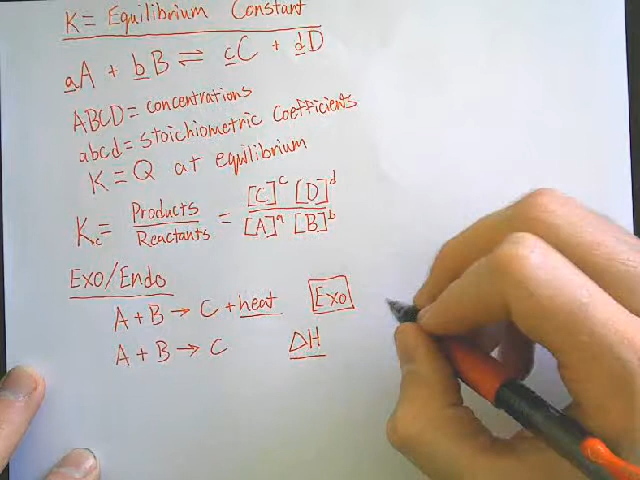 K = Equilibrium Constant
aA + bB ⇌ cC + dD
ABCD = concentrations
abcd = stoichiometric coefficients
K = Q at equilibrium
Kc = Products/Reactants = [C]^c [D]^d/[A]^a [B]^b
Exo/Endo
A + B → C + heat Exo
A + B → C ΔH